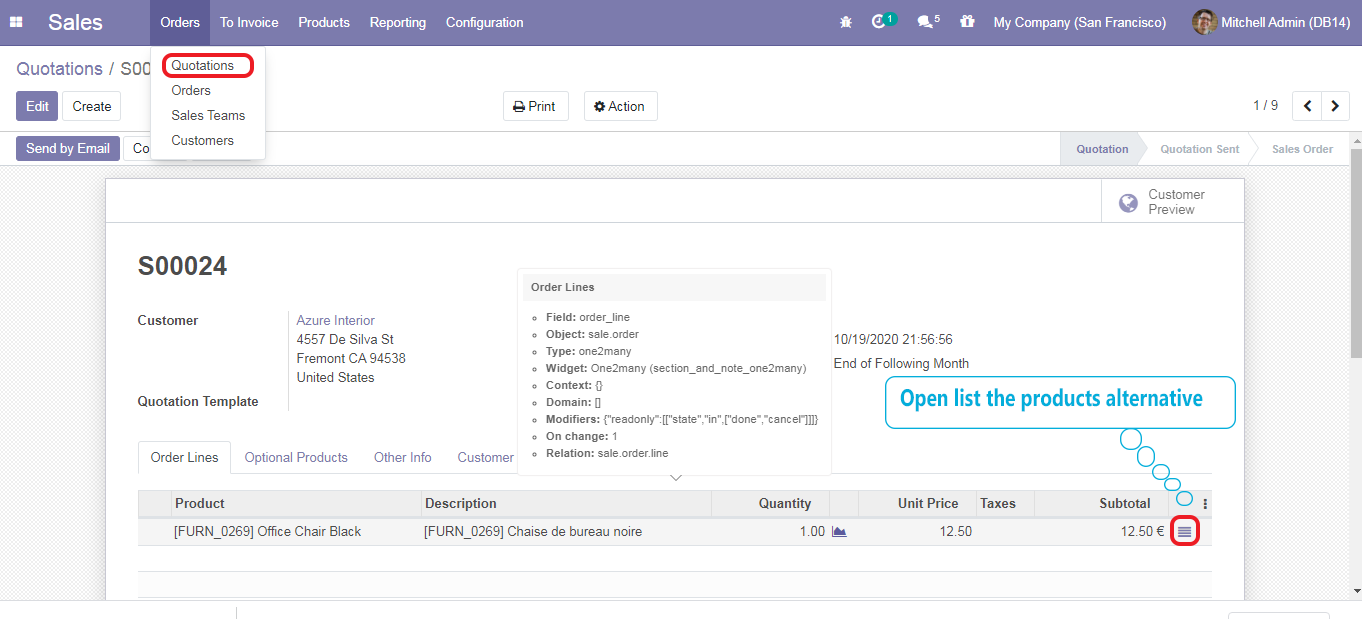 Sales Orders To Invoice Products Reporting Configuration 1 5 My Company (San Francisco) Mitchell Admin (DB14)
Quotations / S00
Quotations
Orders
Sales Teams
Customers
Edit Create Print Action 1 / 9
Send by Email Co Quotation Quotation Sent Sales Order
Customer
Preview
S00024
Order Lines
Field: order_line
Object: sale.order
Type: one2many
Widget: One2many (section_and_note_one2many)
Context: {}
Domain: []
Modifiers: {"readonly":[["state","in",["done","cancel"]]]}
On change: 1
Relation: sale.order.line
Customer Azure Interior
4557 De Silva St
Fremont CA 94538
United States
10/19/2020 21:56:56
End of Following Month
Quotation Template
Open list the products alternative
Order Lines Optional Products Other Info Customer
Product Description Quantity Unit Price Taxes Subtotal
[FURN_0269] Office Chair Black [FURN_0269] Chaise de bureau noire 1.00 12.50 12.50 €